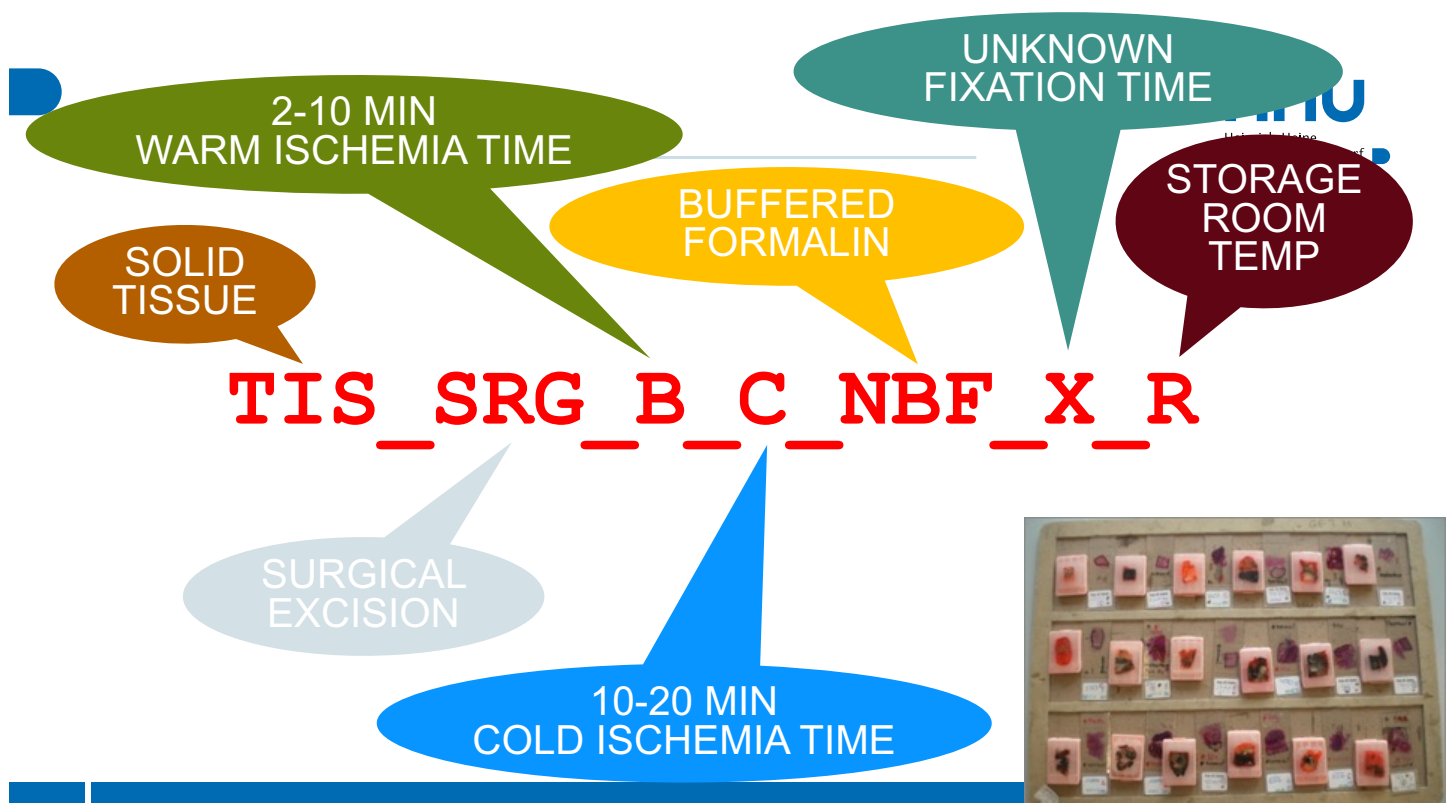 UNKNOWN
FIXATION TIME
2-10 MIN
WARM ISCHEMIA TIME
STORAGE
ROOM
TEMP
BUFFERED
FORMALIN
SOLID
TISSUE
TIS_SRG_B_C_NBF_X_R
SURGICAL
EXCISION
10-20 MIN
COLD ISCHEMIA TIME